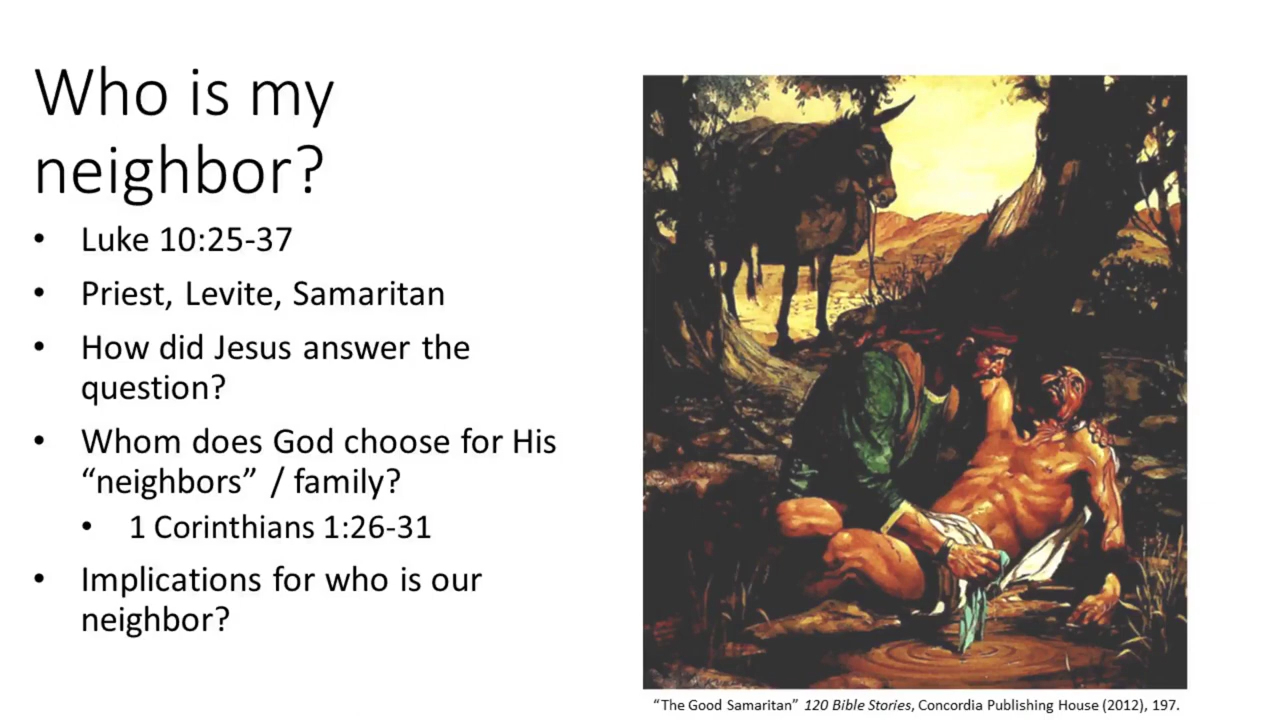 Who is my
neighbor?
• Luke 10:25-37
• Priest, Levite, Samaritan
• How did Jesus answer the
question?
• Whom does God choose for His
“neighbors” / family?
• 1 Corinthians 1:26-31
• Implications for who is our
neighbor?
“The Good Samaritan” 120 Bible Stories, Concordia Publishing House (2012), 197.